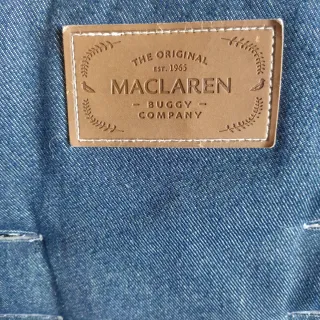 THE ORIGINAL
EST. 1965
MACLAREN
BUGGY
COMPANY